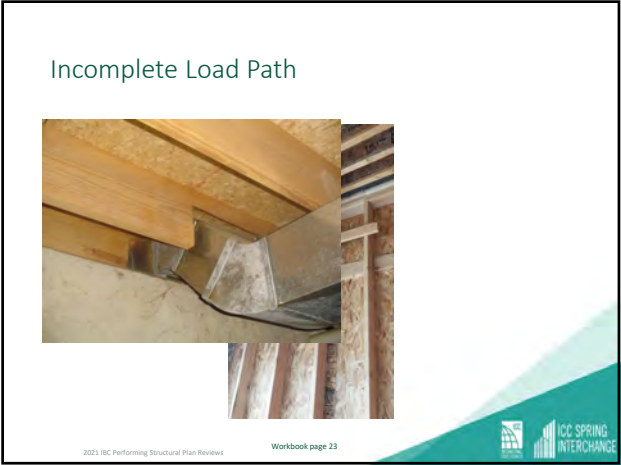 Incomplete Load Path
2021 IBC Performing Structural Plan Reviews
Workbook page 23
ICC SPRING
INTERCHANGE